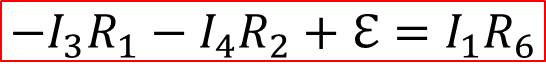 −I₃R₁ − I₄R₂ + Ɛ = I₁R₆